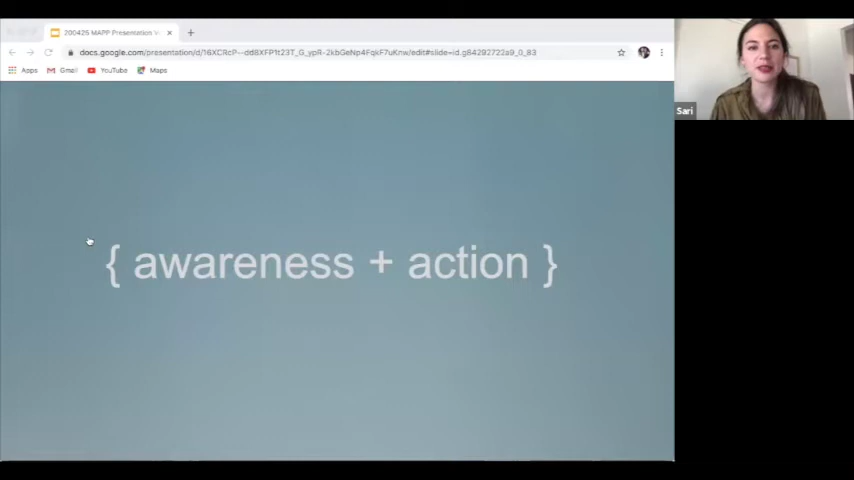 200426 MAPP Presentation V
docs.google.com/presentation/d/16XCRcP--dd8XFP1t23T_G_ypR-2kbGeNp4FqkF7uKnw/edit#slide=id.g84292722a9_0_83
Apps Gmail YouTube Maps
Sari
{ awareness + action }